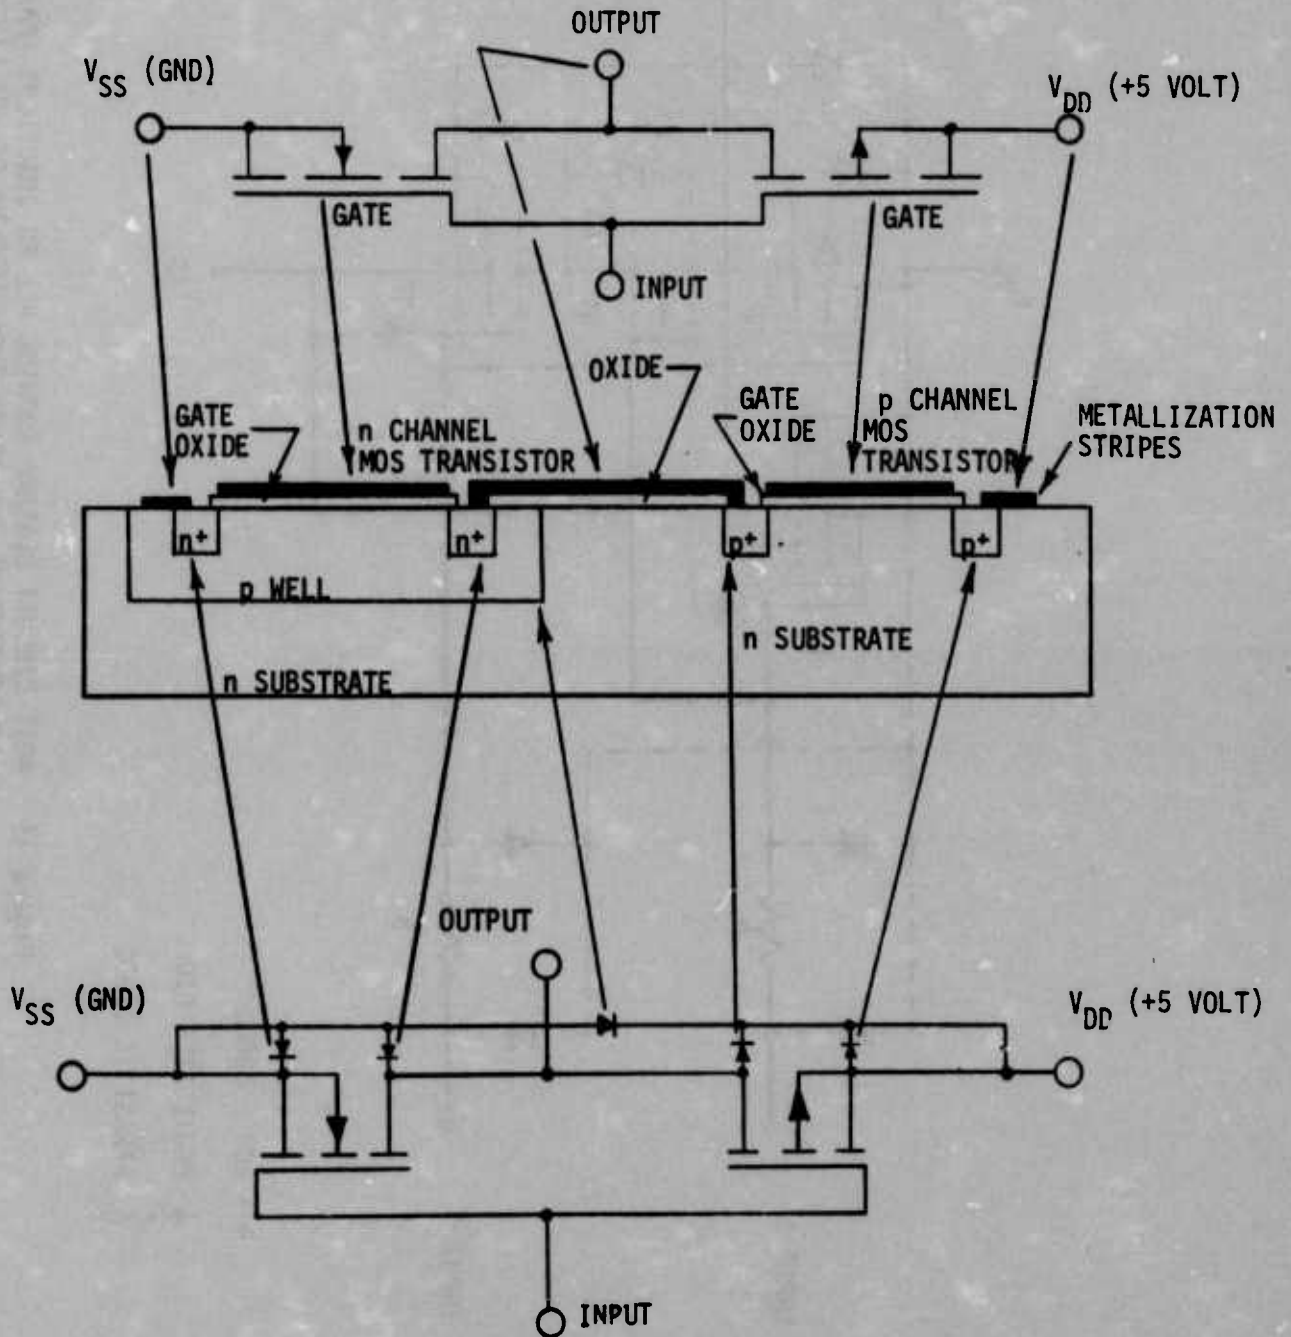 OUTPUT
V_SS (GND)
V_DD (+5 VOLT)
GATE
GATE
INPUT
OXIDE
GATE
OXIDE
n CHANNEL
MOS TRANSISTOR
GATE
OXIDE
p CHANNEL
MOS
TRANSISTOR
METALLIZATION
STRIPES
n+
n+
p+
p+
p WELL
n SUBSTRATE
n SUBSTRATE
OUTPUT
V_SS (GND)
V_DD (+5 VOLT)
INPUT